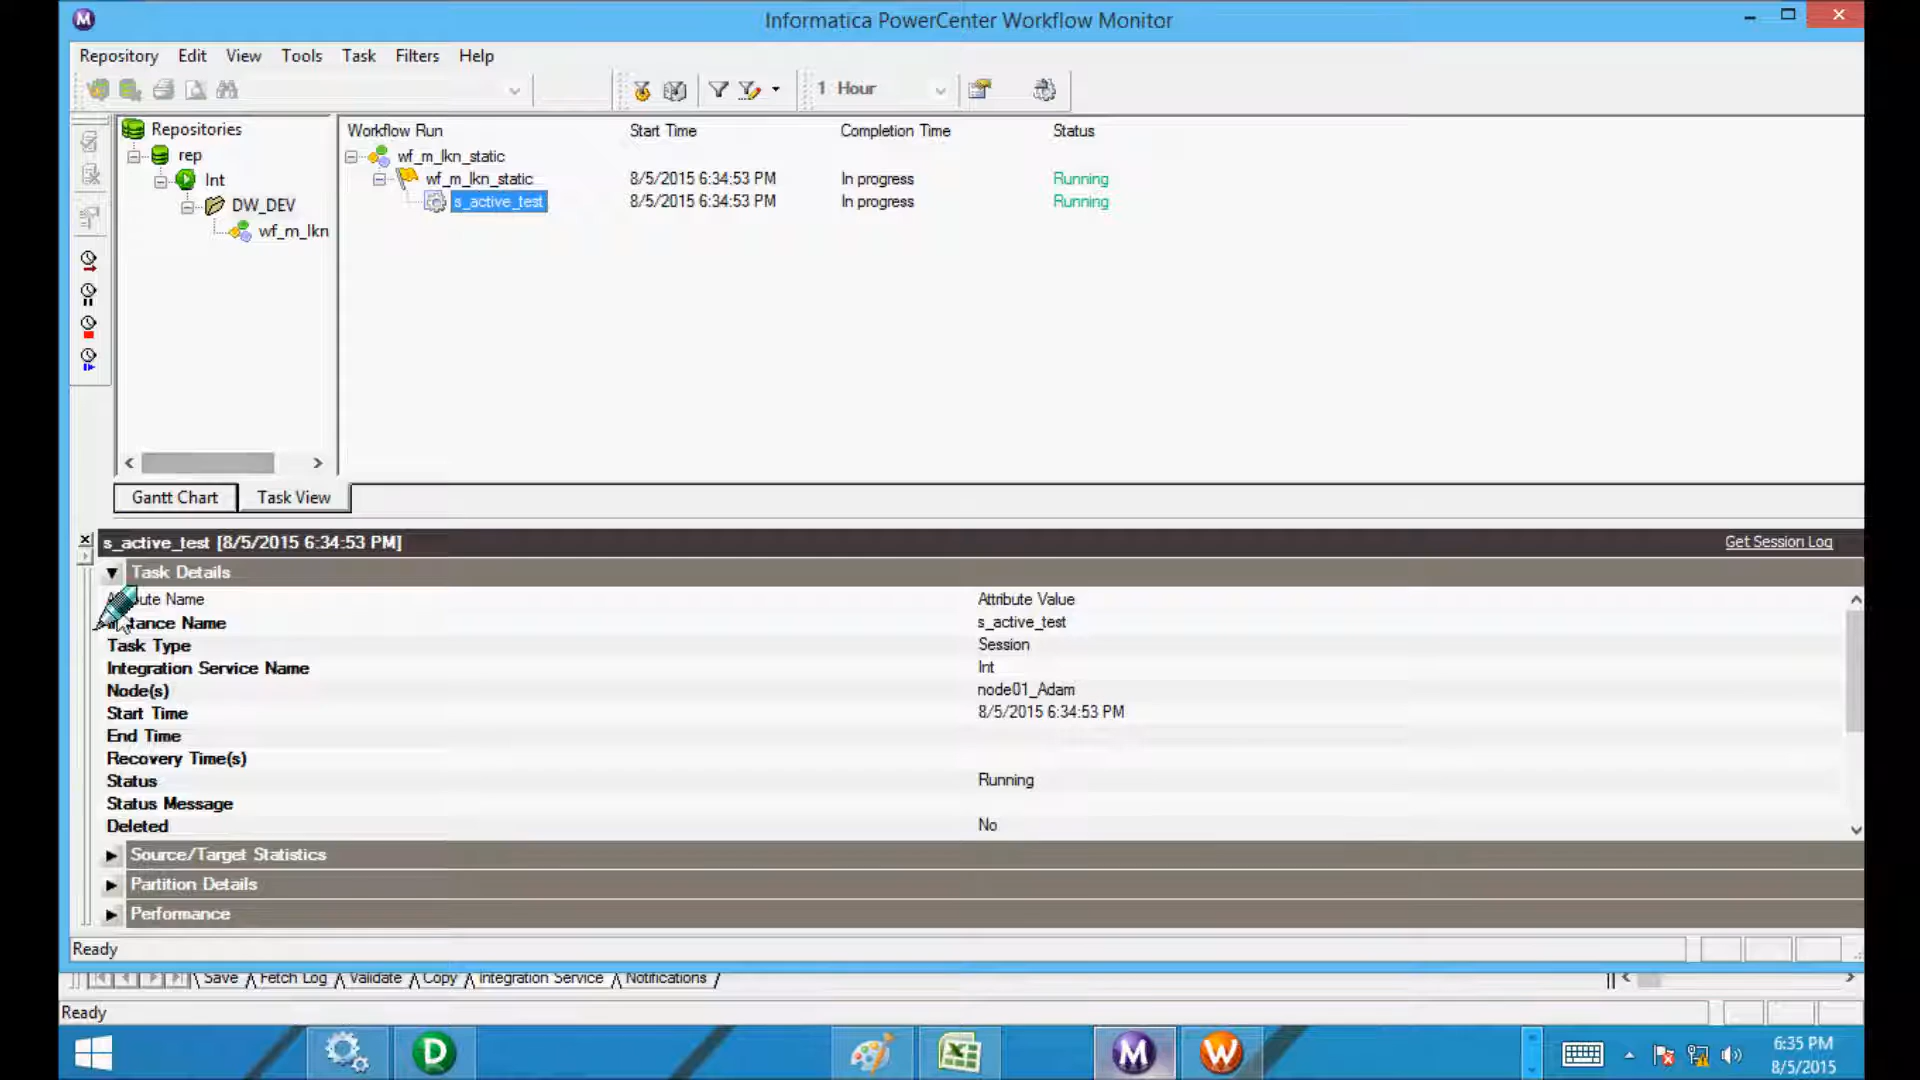 M
Informatica PowerCenter Workflow Monitor
Repository Edit View Tools Task Filters Help
1 Hour
Repositories
rep
Int
DW_DEV
wf_m_lkn
Workflow Run Start Time Completion Time Status
wf_m_lkn_static
wf_m_lkn_static 8/5/2015 6:34:53 PM In progress Running
s_active_test 8/5/2015 6:34:53 PM In progress Running
Gantt Chart Task View
s_active_test [8/5/2015 6:34:53 PM] Get Session Log
Task Details
Name Attribute Value
Name s_active_test
Task Type Session
Integration Service Name Int
Node(s) node01_Adam
Start Time 8/5/2015 6:34:53 PM
End Time
Recovery Time(s)
Status Running
Status Message
Deleted No
Source/Target Statistics
Partition Details
Performance
Ready
Save Fetch Log Validate Copy Integration Service Notifications
Ready
D M W 6:35 PM
8/5/2015